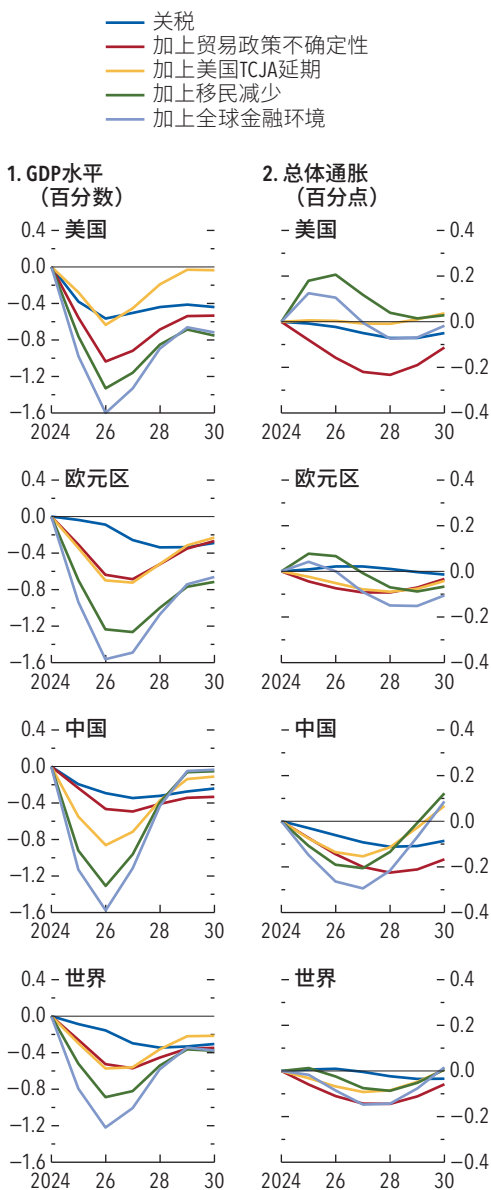 关税
加上贸易政策不确定性
加上美国TCJA延期
加上移民减少
加上全球金融环境
1. GDP水平
（百分数）
2. 总体通胀
（百分点）
美国
0.4
0.0
−0.4
−0.8
−1.2
−1.6
2024 26 28 30
美国
0.4
0.2
0.0
−0.2
−0.4
2024 26 28 30
欧元区
0.4
0.0
−0.4
−0.8
−1.2
−1.6
2024 26 28 30
欧元区
0.4
0.2
0.0
−0.2
−0.4
2024 26 28 30
中国
0.4
0.0
−0.4
−0.8
−1.2
−1.6
2024 26 28 30
中国
0.4
0.2
0.0
−0.2
−0.4
2024 26 28 30
世界
0.4
0.0
−0.4
−0.8
−1.2
−1.6
2024 26 28 30
世界
0.4
0.2
0.0
−0.2
−0.4
2024 26 28 30